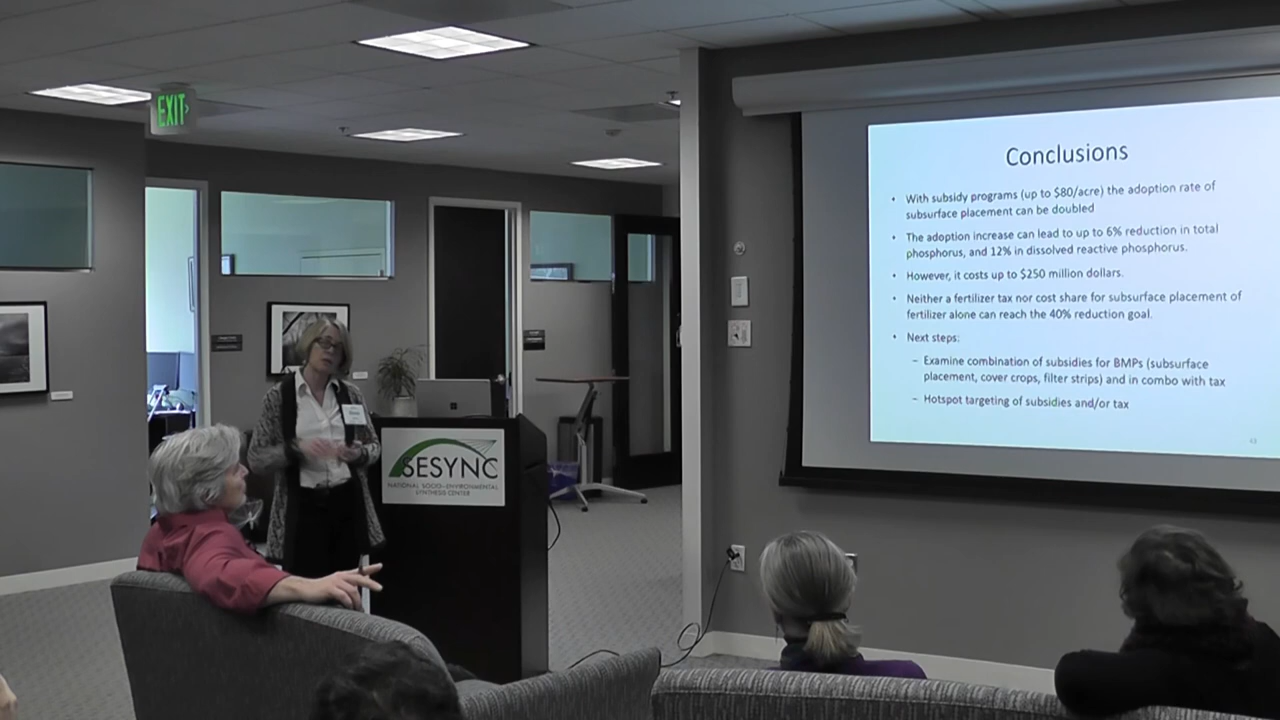 EXIT
Conclusions
• With subsidy programs (up to $80/acre) the adoption rate of
subsurface placement can be doubled
• The adoption increase can lead to up to 6% reduction in total
phosphorus, and 12% in dissolved reactive phosphorus.
• However, it costs up to $250 million dollars.
• Neither a fertilizer tax nor cost share for subsurface placement of
fertilizer alone can reach the 40% reduction goal.
• Next steps:
– Examine combination of subsidies for BMPs (subsurface
placement, cover crops, filter strips) and in combo with tax
– Hotspot targeting of subsidies and/or tax
SESYNC
NATIONAL SOCIO-ENVIRONMENTAL
SYNTHESIS CENTER